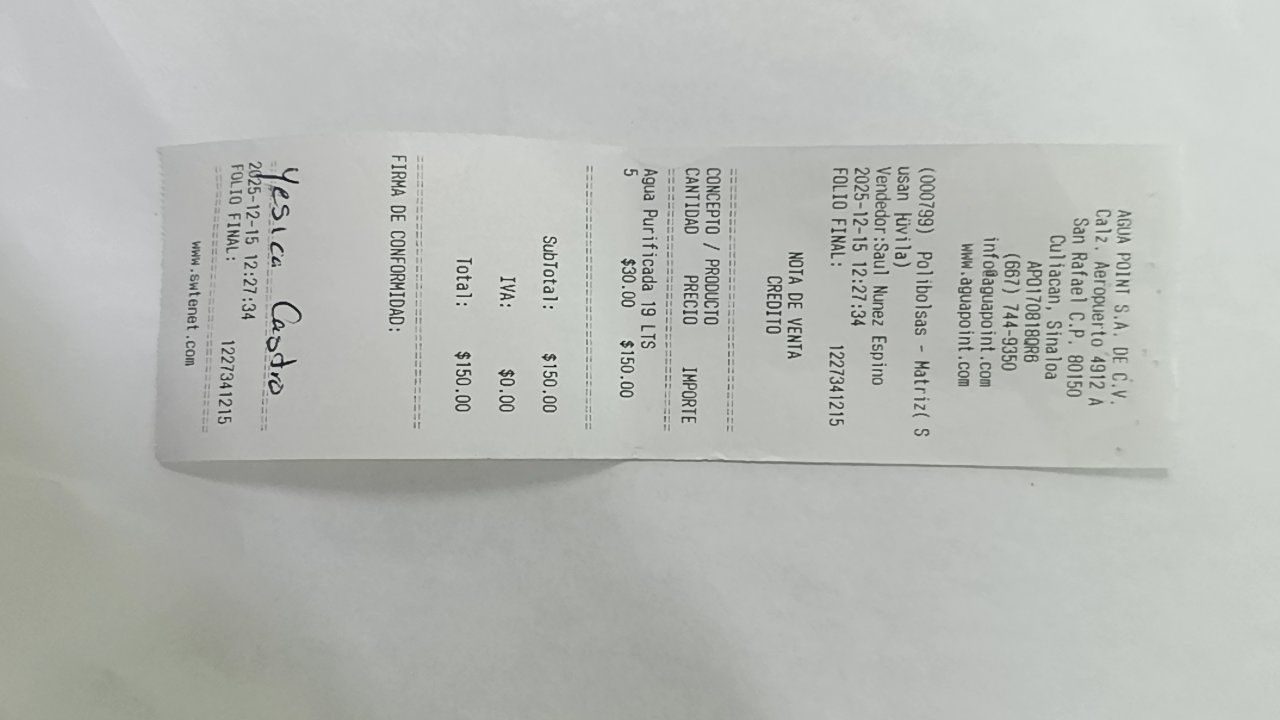 AGUA POINT S.A. DE C.V.
Calz. Aeropuerto 4912 A
San Rafael C.P. 80150
Culiacan, Sinaloa
APO170818QR6
(667) 744-9350
info@aguapoint.com
www.aguapoint.com
(000799) Polibolsas - Matriz( S
usan
Vendedor:Saul Nunez Espino
2025-12-15 12:27:34
FOLIO FINAL: 1227341215
NOTA DE VENTA
CREDITO
CONCEPTO / PRODUCTO
CANTIDAD PRECIO IMPORTE
Agua Purificada 19 LTS
5 $30.00 $150.00
SubTotal: $150.00
IVA: $0.00
Total: $150.00
FIRMA DE CONFORMIDAD:
Yesica Castro
2025-12-15 12:27:34
FOLIO FINAL: 1227341215
www.swtenet.com